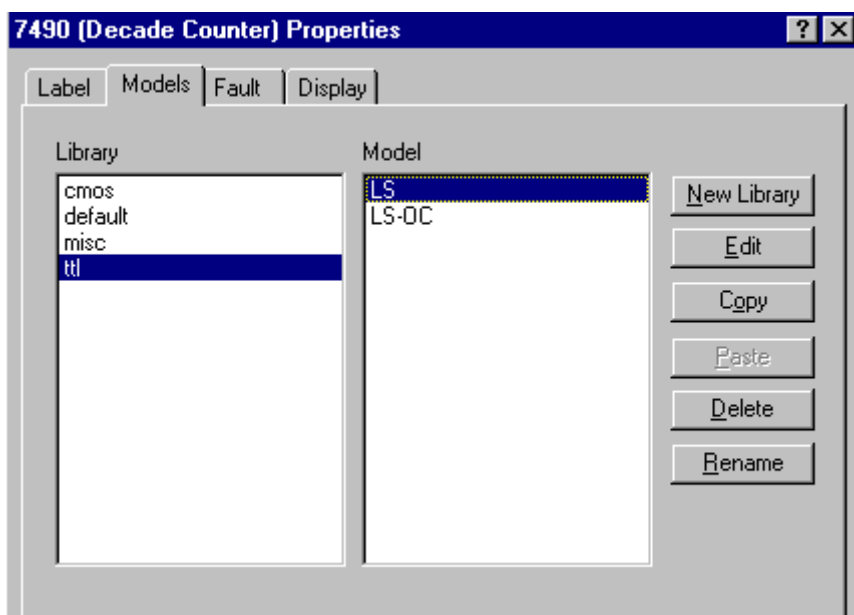 7490 (Decade Counter) Properties
Label Models Fault Display
Library
cmos
default
misc
ttl
Model
LS
LS-OC
New Library
Edit
Copy
Paste
Delete
Rename